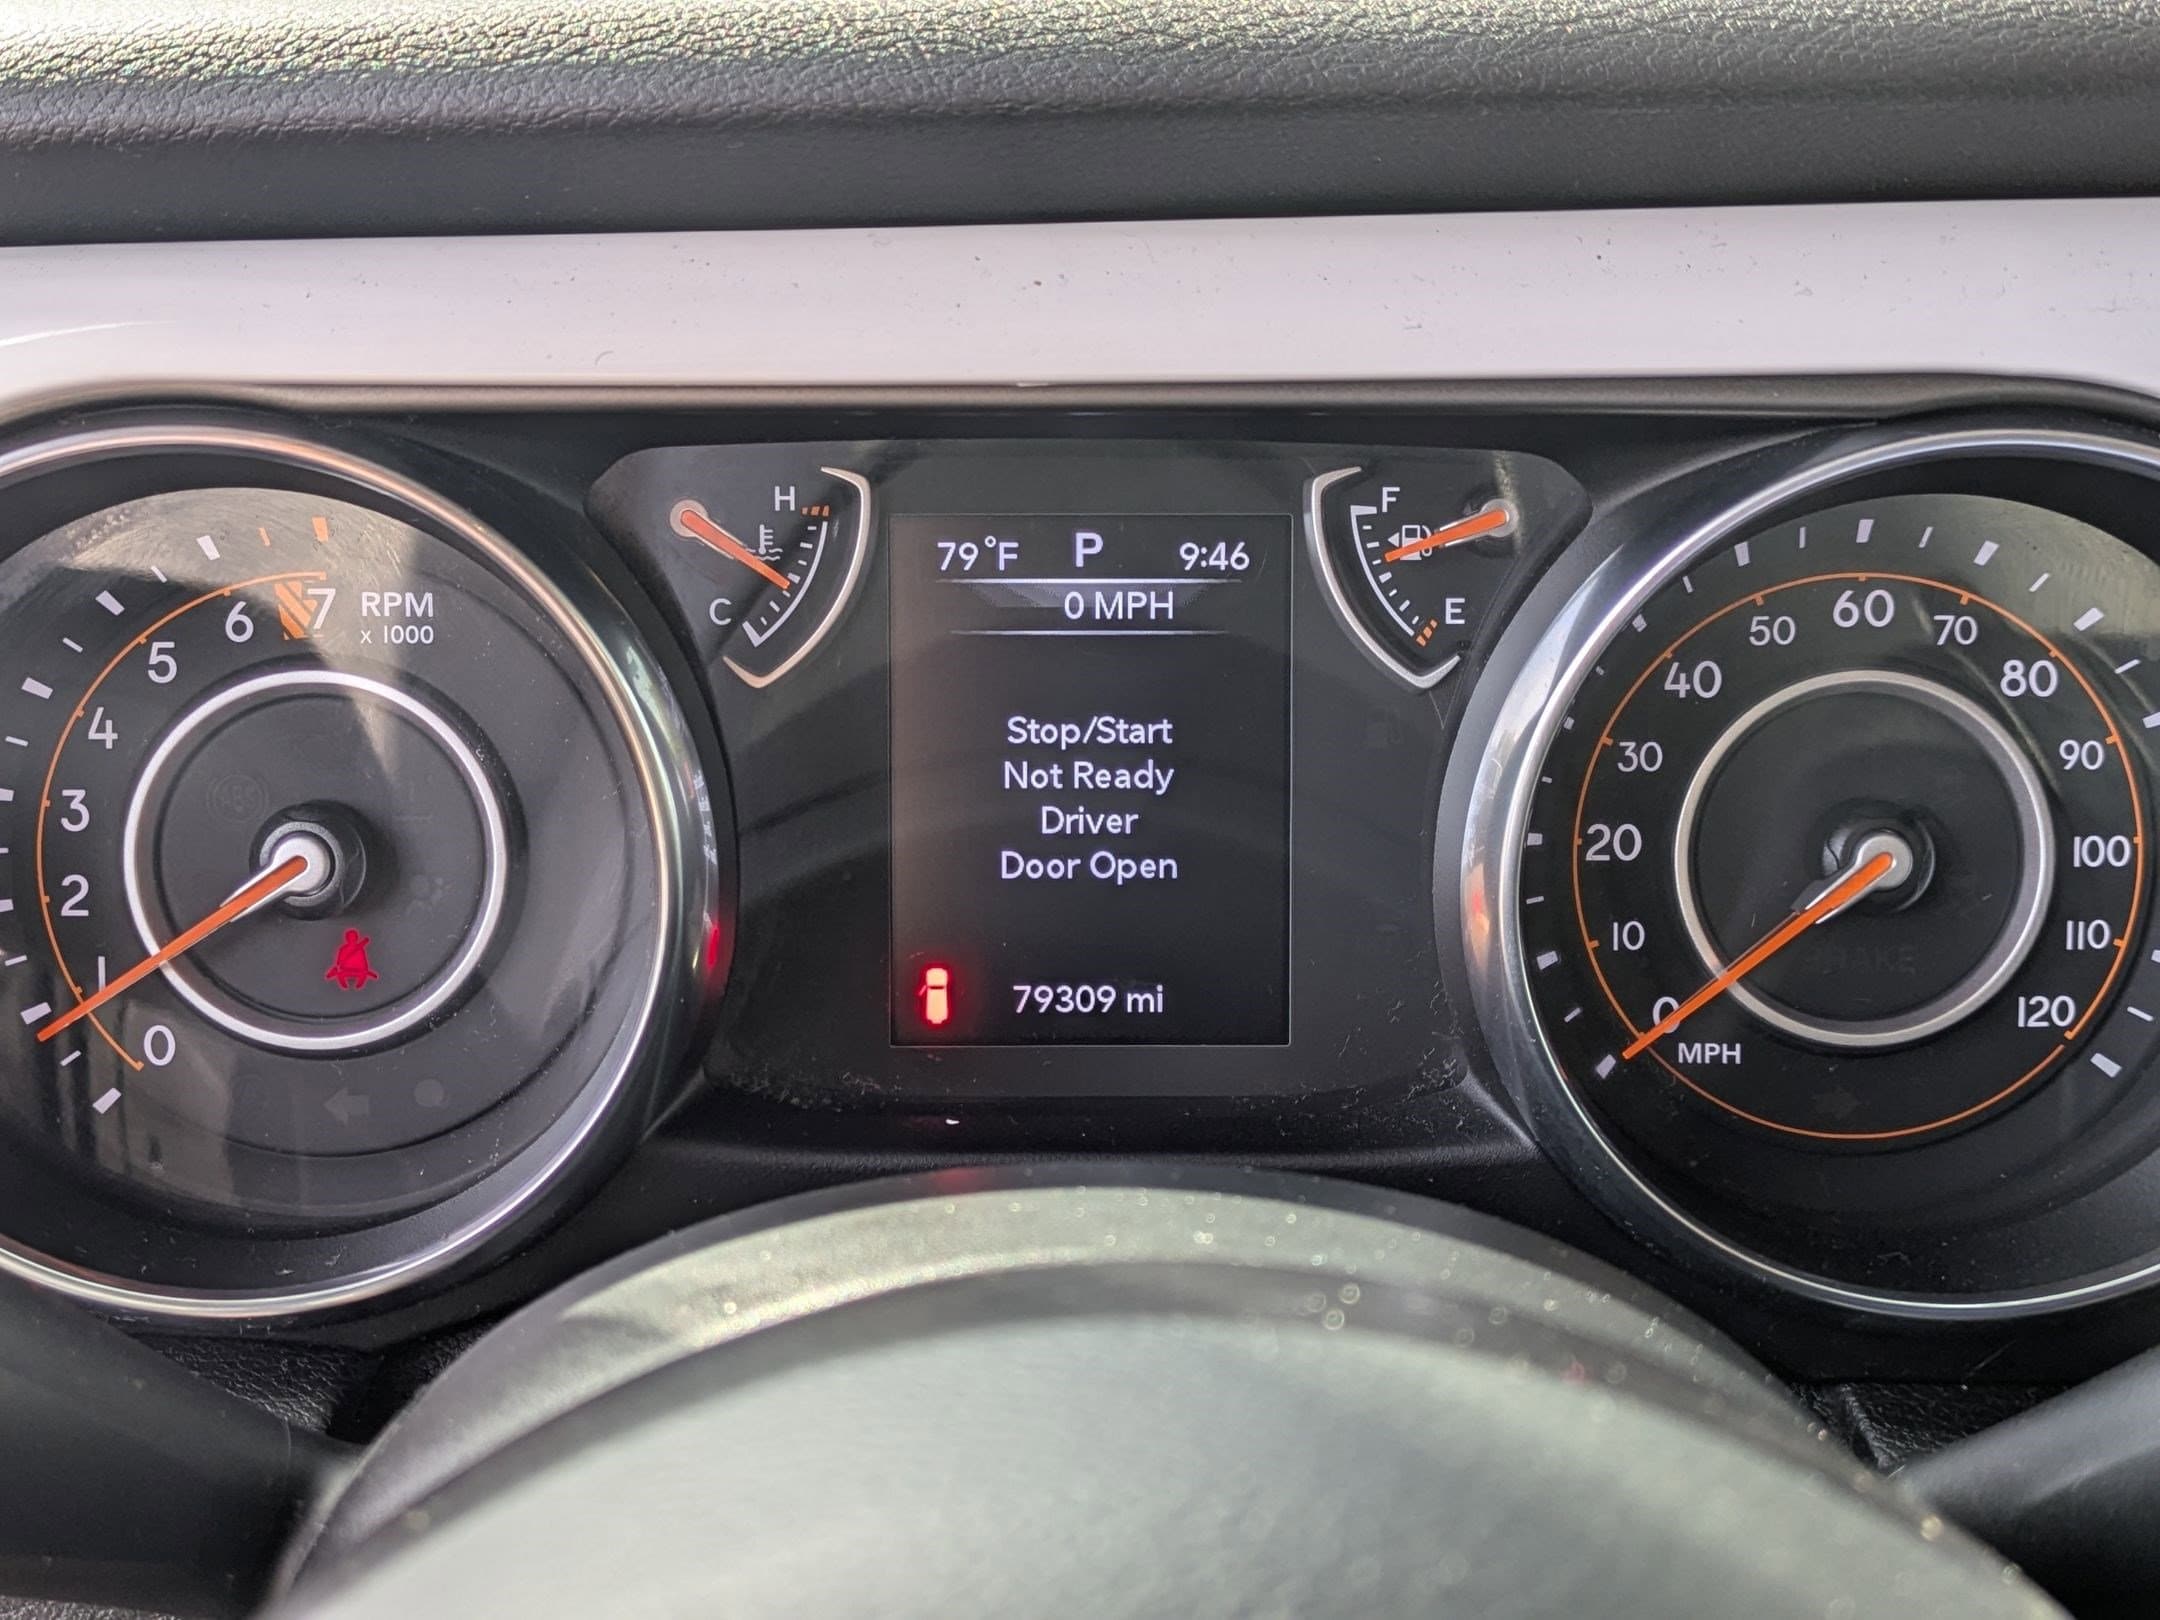 H
C
79°F P 9:46
0 MPH
F
E
Stop/Start
Not Ready
Driver
Door Open
79309 mi
RPM
x 1000
7
6
5
4
3
2
1
0
ABS
0
10
20
30
40
50
60
70
80
90
100
110
120
MPH